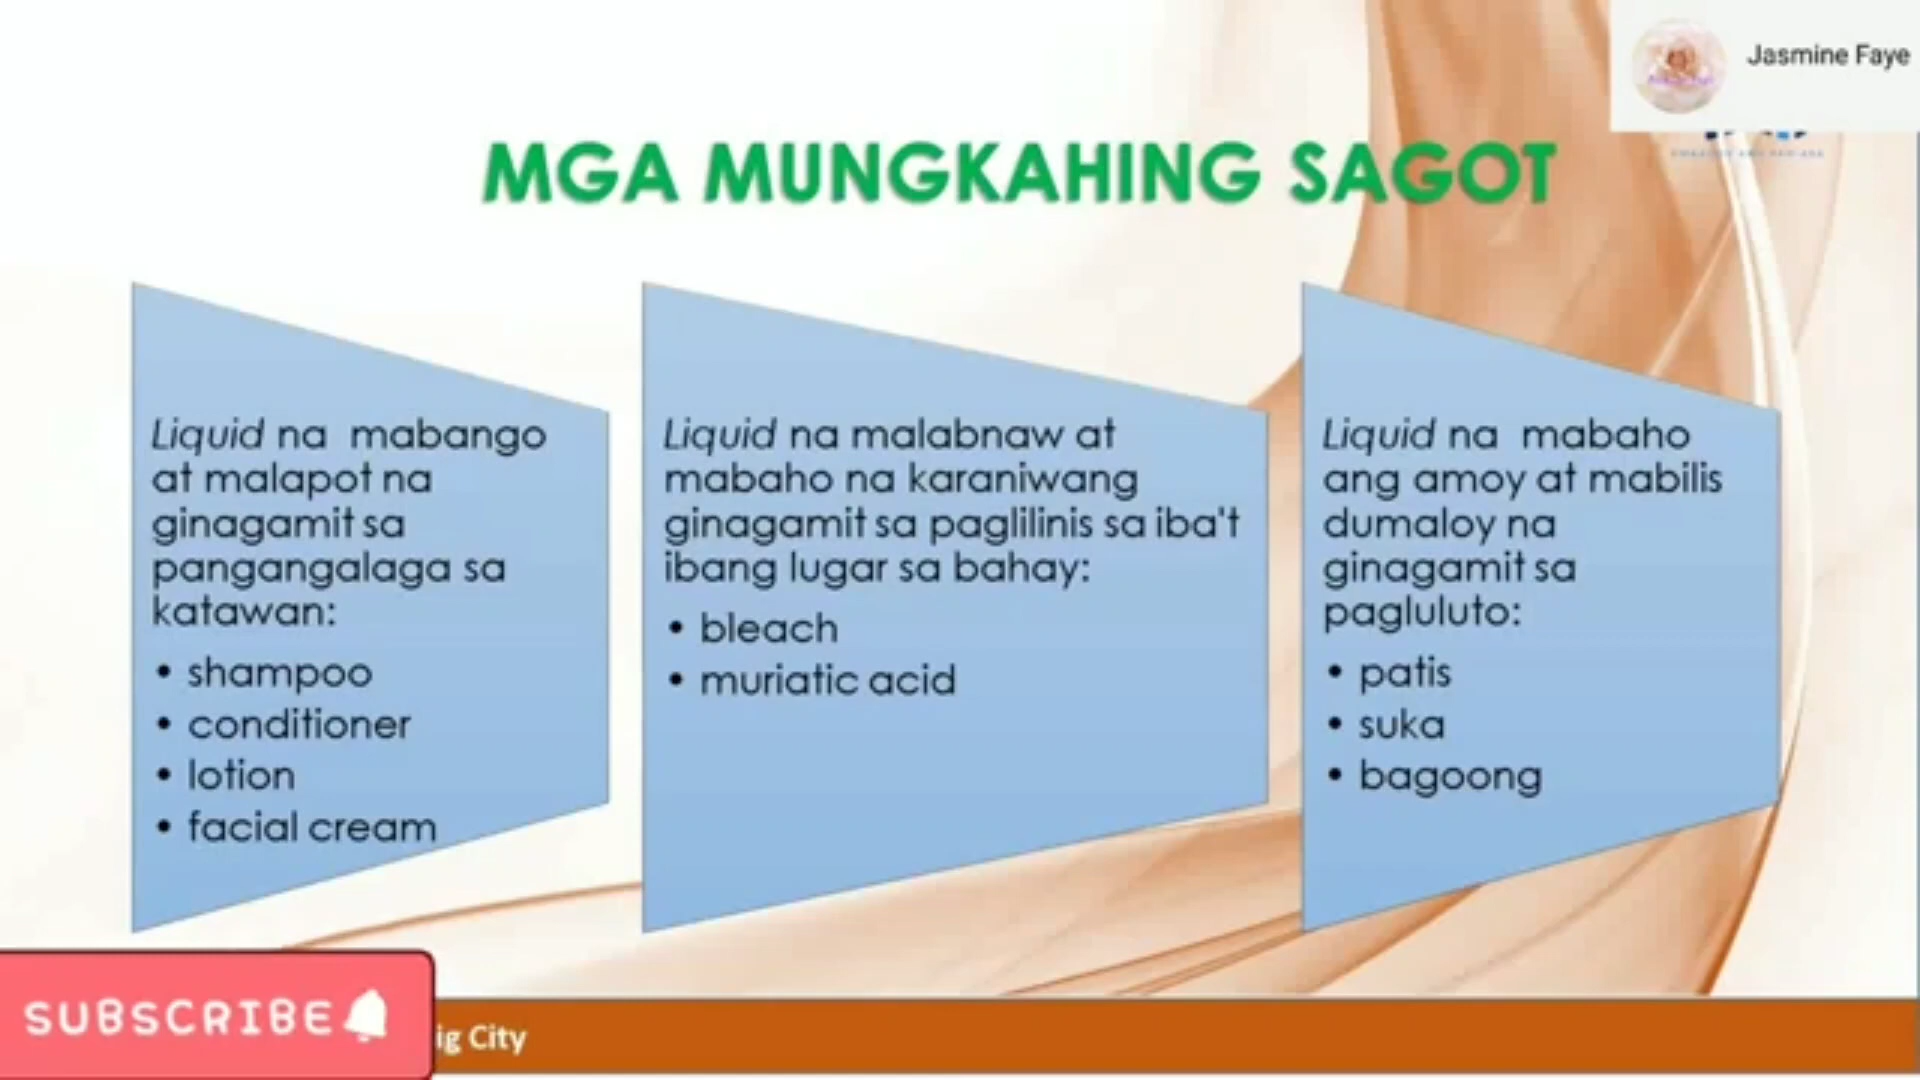 Jasmine Faye
MGA MUNGKAHING SAGOT
Liquid na mabango
at malapot na
ginagamit sa
pangangalaga sa
katawan:
• shampoo
• conditioner
• lotion
• facial cream
Liquid na malabnaw at
mabaho na karaniwang
ginagamit sa paglilinis sa iba't
ibang lugar sa bahay:
• bleach
• muriatic acid
Liquid na mabaho
ang amoy at mabilis
dumaloy na
ginagamit sa
pagluluto:
• patis
• suka
• bagoong
SUBSCRIBE
ig City